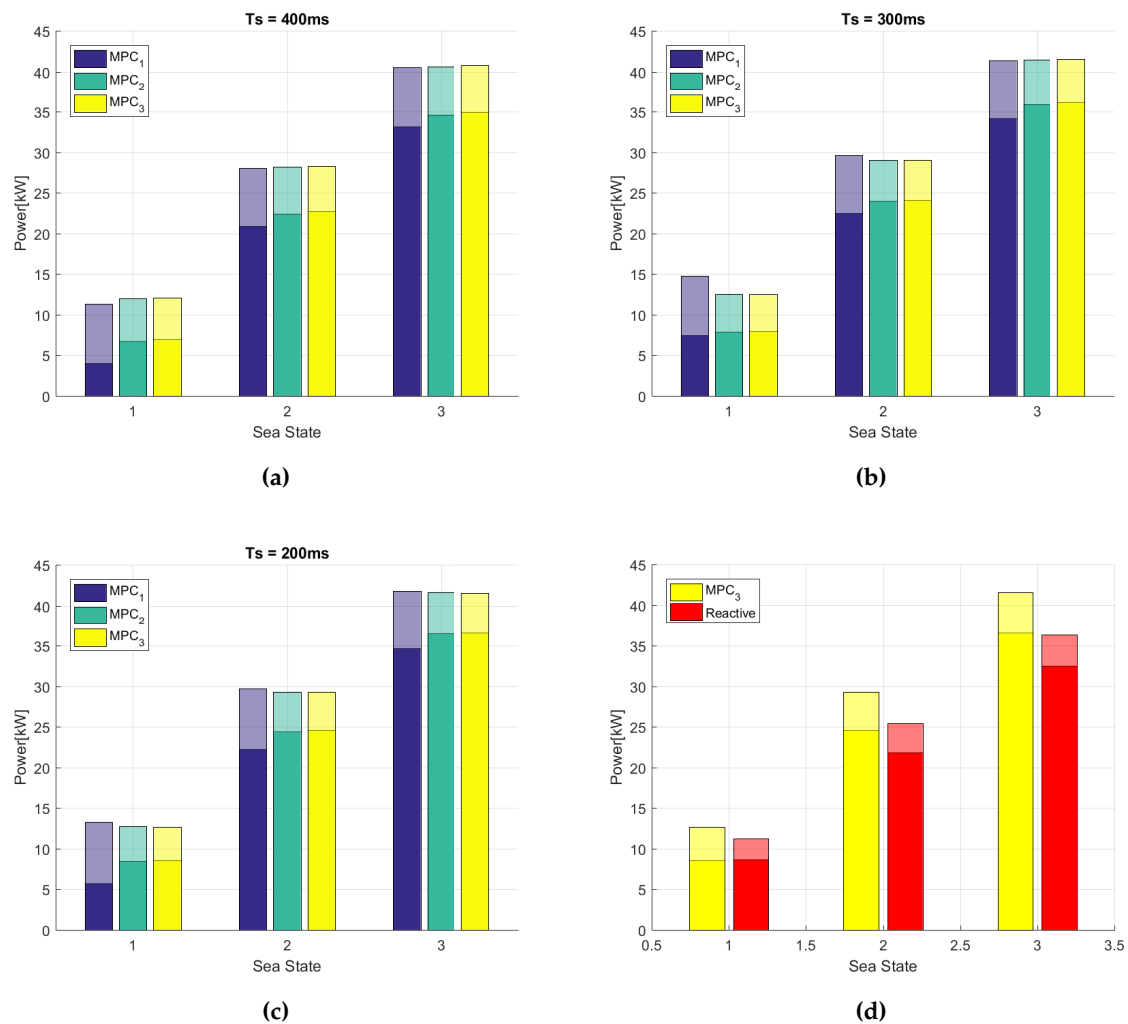 Ts = 400ms
45
40
35
30
25
20
15
10
5
0
Power[kW]
MPC1
MPC2
MPC3
1 2 3
Sea State
(a)
Ts = 300ms
45
40
35
30
25
20
15
10
5
0
Power[kW]
MPC1
MPC2
MPC3
1 2 3
Sea State
(b)
Ts = 200ms
45
40
35
30
25
20
15
10
5
0
Power[kW]
MPC1
MPC2
MPC3
1 2 3
Sea State
(c)
45
40
35
30
25
20
15
10
5
0
Power[kW]
MPC3
Reactive
0.5 1 1.5 2 2.5 3 3.5
Sea State
(d)